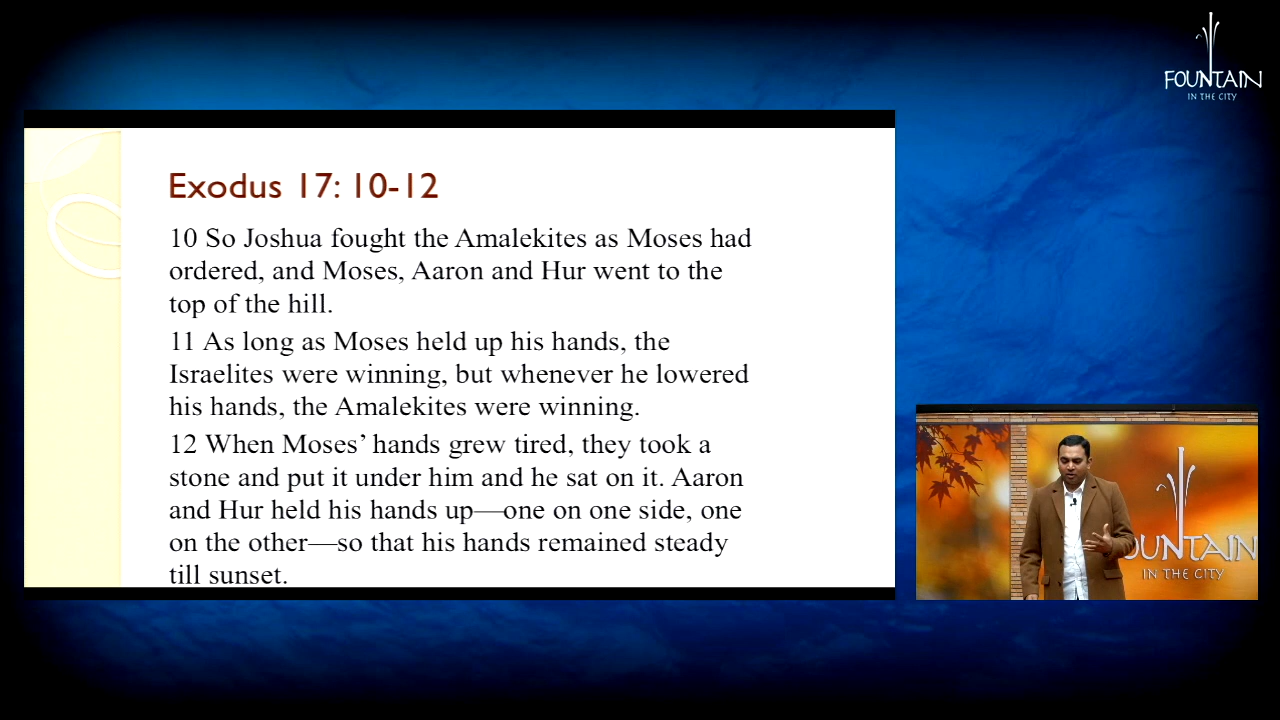 FOUNTAIN
IN THE CITY
Exodus 17: 10-12
10 So Joshua fought the Amalekites as Moses had
ordered, and Moses, Aaron and Hur went to the
top of the hill.
11 As long as Moses held up his hands, the
Israelites were winning, but whenever he lowered
his hands, the Amalekites were winning.
12 When Moses’ hands grew tired, they took a
stone and put it under him and he sat on it. Aaron
and Hur held his hands up—one on one side, one
on the other—so that his hands remained steady
till sunset.
OUNTAIN
IN THE CITY